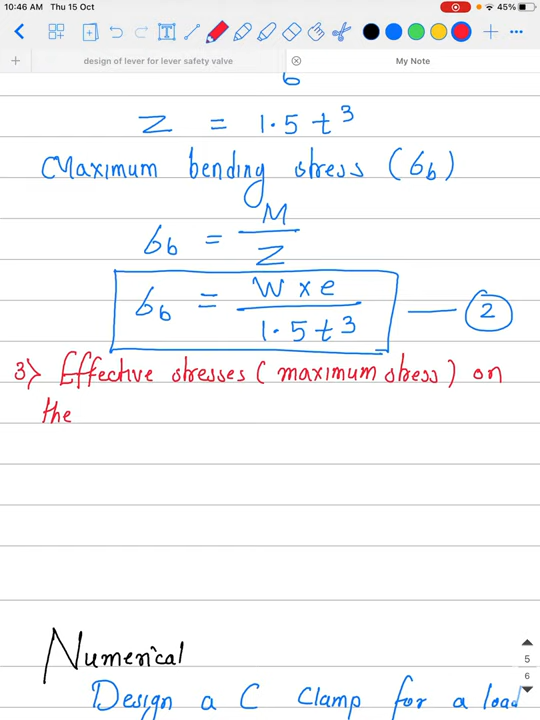 10:46 AM Thu 15 Oct
45%
design of lever for lever safety valve
My Note
6
Z = 1.5 t³
Maximum bending stress (σb)
σb = M/Z
σb = W x e / 1.5 t³ — 2
3> Effective stresses (maximum stress) on
the
Numerical
5
6
Design a C clamp for a load